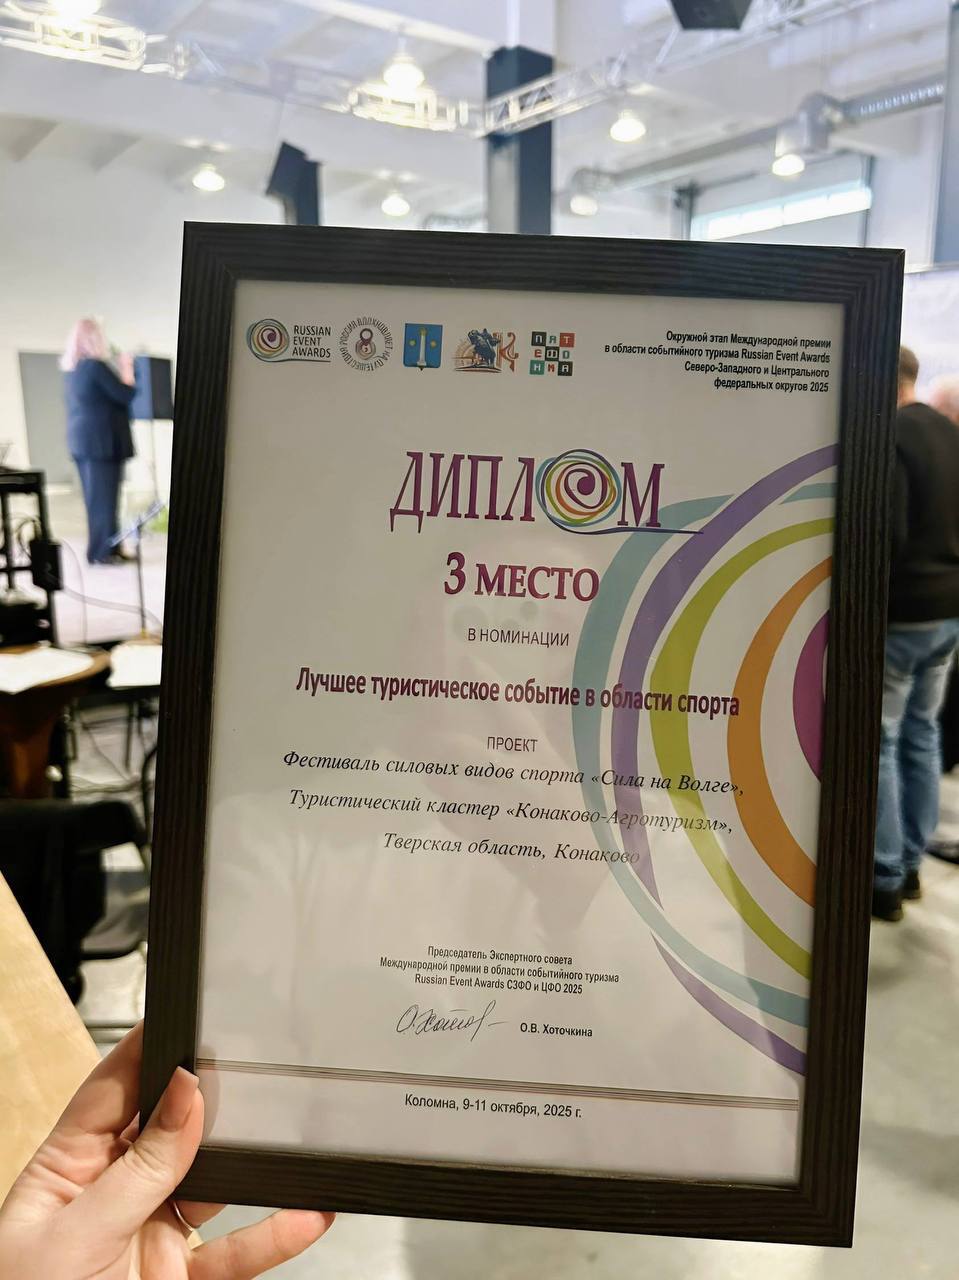 RUSSIAN
EVENT
AWARDS
ПАТ
ЕФО
НКА
Окружной этап Международной премии
в области событийного туризма Russian Event Awards
Северо-Западного и Центрального
федеральных округов 2025
ДИПЛОМ
3 МЕСТО
В НОМИНАЦИИ
Лучшее туристическое событие в области спорта
ПРОЕКТ
Фестиваль силовых видов спорта «Сила на Волге»,
Туристический кластер «Конаково-Агротуризм»,
Тверская область, Конаково
Председатель Экспертного совета
Международной премии в области событийного туризма
Russian Event Awards СЗФО и ЦФО 2025
О.В. Хоточкина
Коломна, 9-11 октября, 2025 г.